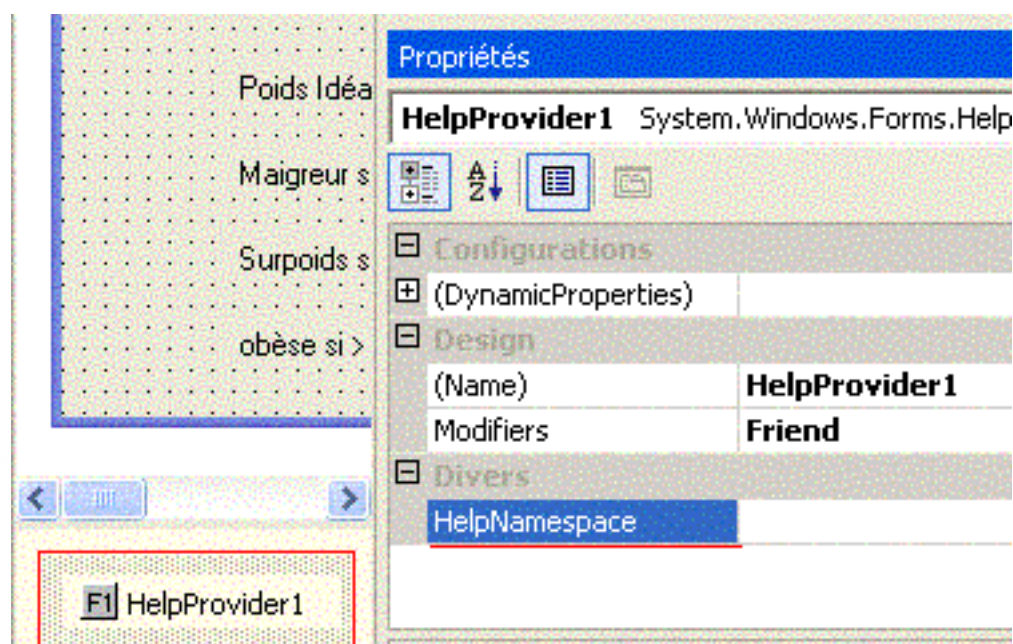 Poids Idéa
Maigreur s
Surpoids s
obèse si >
F1 HelpProvider1
Propriétés
HelpProvider1 System.Windows.Forms.Help
Configurations
(DynamicProperties)
Design
(Name) HelpProvider1
Modifiers Friend
Divers
HelpNamespace